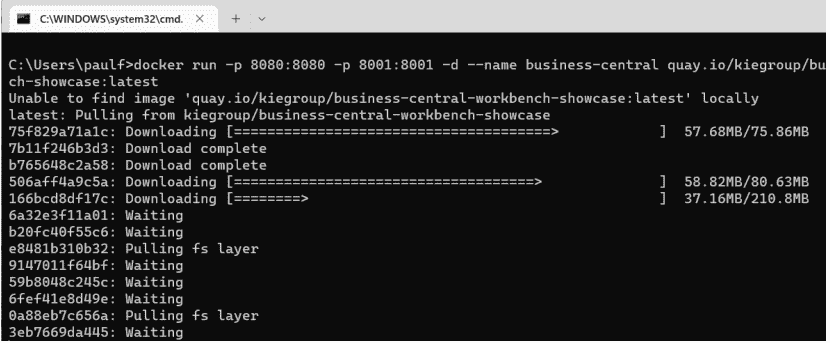 C:\WINDOWS\system32\cmd.
C:\Users\paulf>docker run -p 8080:8080 -p 8001:8001 -d --name business-central quay.io/kiegroup/bu
ch-showcase:latest
Unable to find image 'quay.io/kiegroup/business-central-workbench-showcase:latest' locally
latest: Pulling from kiegroup/business-central-workbench-showcase
75f829a71a1c: Downloading [======================================>            ]  57.68MB/75.86MB
7b11f246b3d3: Download complete
b765648c2a58: Download complete
506aff4a9c5a: Downloading [====================================>              ]  58.82MB/80.63MB
166bcd8df17c: Downloading [========>                                          ]  37.16MB/210.8MB
6a32e3f11a01: Waiting
b20fc40f55c6: Waiting
e8481b310b32: Pulling fs layer
9147011f64bf: Waiting
59b8048c245c: Waiting
6fef41e8d49e: Waiting
0a88eb7c656a: Pulling fs layer
3eb7669da445: Waiting